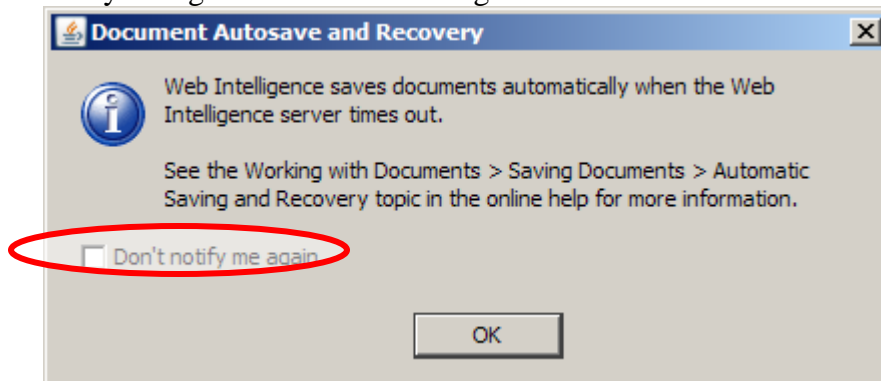 Document Autosave and Recovery
Web Intelligence saves documents automatically when the Web
Intelligence server times out.
See the Working with Documents > Saving Documents > Automatic
Saving and Recovery topic in the online help for more information.
Don't notify me again
OK